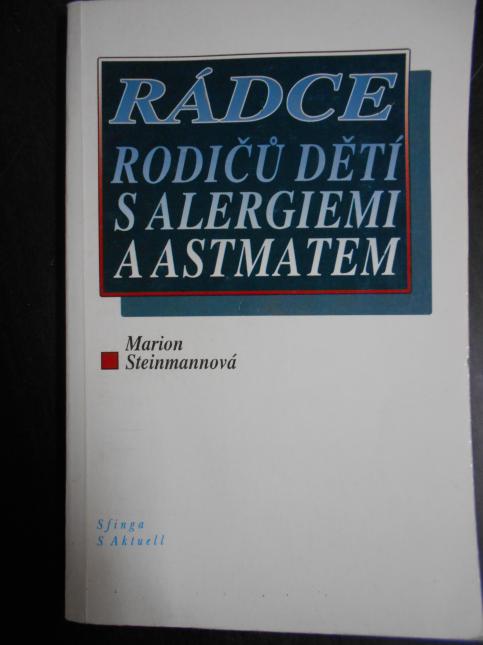 RÁDCE
RODIČŮ DĚTÍ
S ALERGIEMI
A ASTMATEM
Marion
Steinmannová
Sfinga
S Aktuell